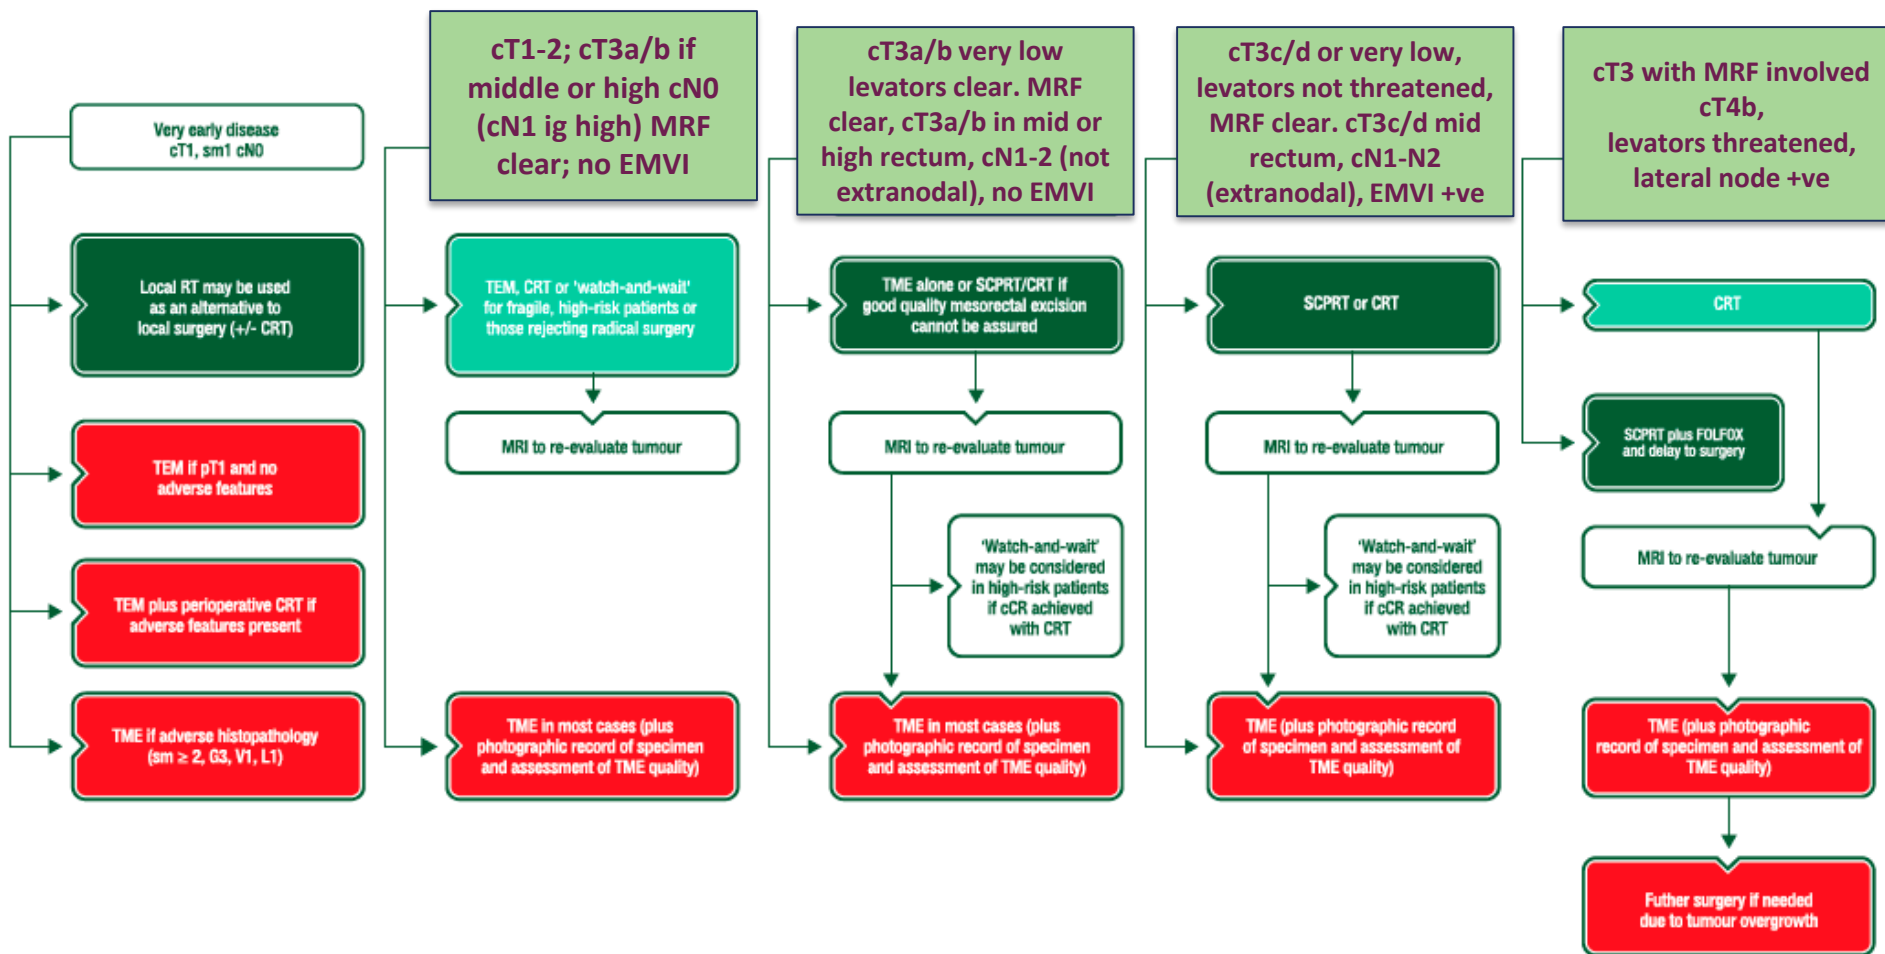 Very early disease
cT1, sm1 cN0
Local RT may be used
as an alternative to
local surgery (+/- CRT)
TEM if pT1 and no
adverse features
TEM plus perioperative CRT if
adverse features present
TME if adverse histopathology
(sm ≥ 2, G3, V1, L1)
cT1-2; cT3a/b if
middle or high cN0
(cN1 ig high) MRF
clear; no EMVI
TEM, CRT or 'watch-and-wait'
for fragile, high-risk patients or
those rejecting radical surgery
MRI to re-evaluate tumour
TME in most cases (plus
photographic record of specimen
and assessment of TME quality)
cT3a/b very low
levators clear. MRF
clear, cT3a/b in mid or
high rectum, cN1-2 (not
extranodal), no EMVI
TME alone or SCPRT/CRT if
good quality mesorectal excision
cannot be assured
MRI to re-evaluate tumour
'Watch-and-wait'
may be considered
in high-risk patients
if cCR achieved
with CRT
TME in most cases (plus
photographic record of specimen
and assessment of TME quality)
cT3c/d or very low,
levators not threatened,
MRF clear. cT3c/d mid
rectum, cN1-N2
(extranodal), EMVI +ve
SCPRT or CRT
MRI to re-evaluate tumour
'Watch-and-wait'
may be considered
in high-risk patients
if cCR achieved
with CRT
TME (plus photographic record
of specimen and assessment of
TME quality)
cT3 with MRF involved
cT4b,
levators threatened,
lateral node +ve
CRT
SCPRT plus FOLFOX
and delay to surgery
MRI to re-evaluate tumour
TME (plus photographic
record of specimen and assessment of
TME quality)
Futher surgery if needed
due to tumour overgrowth